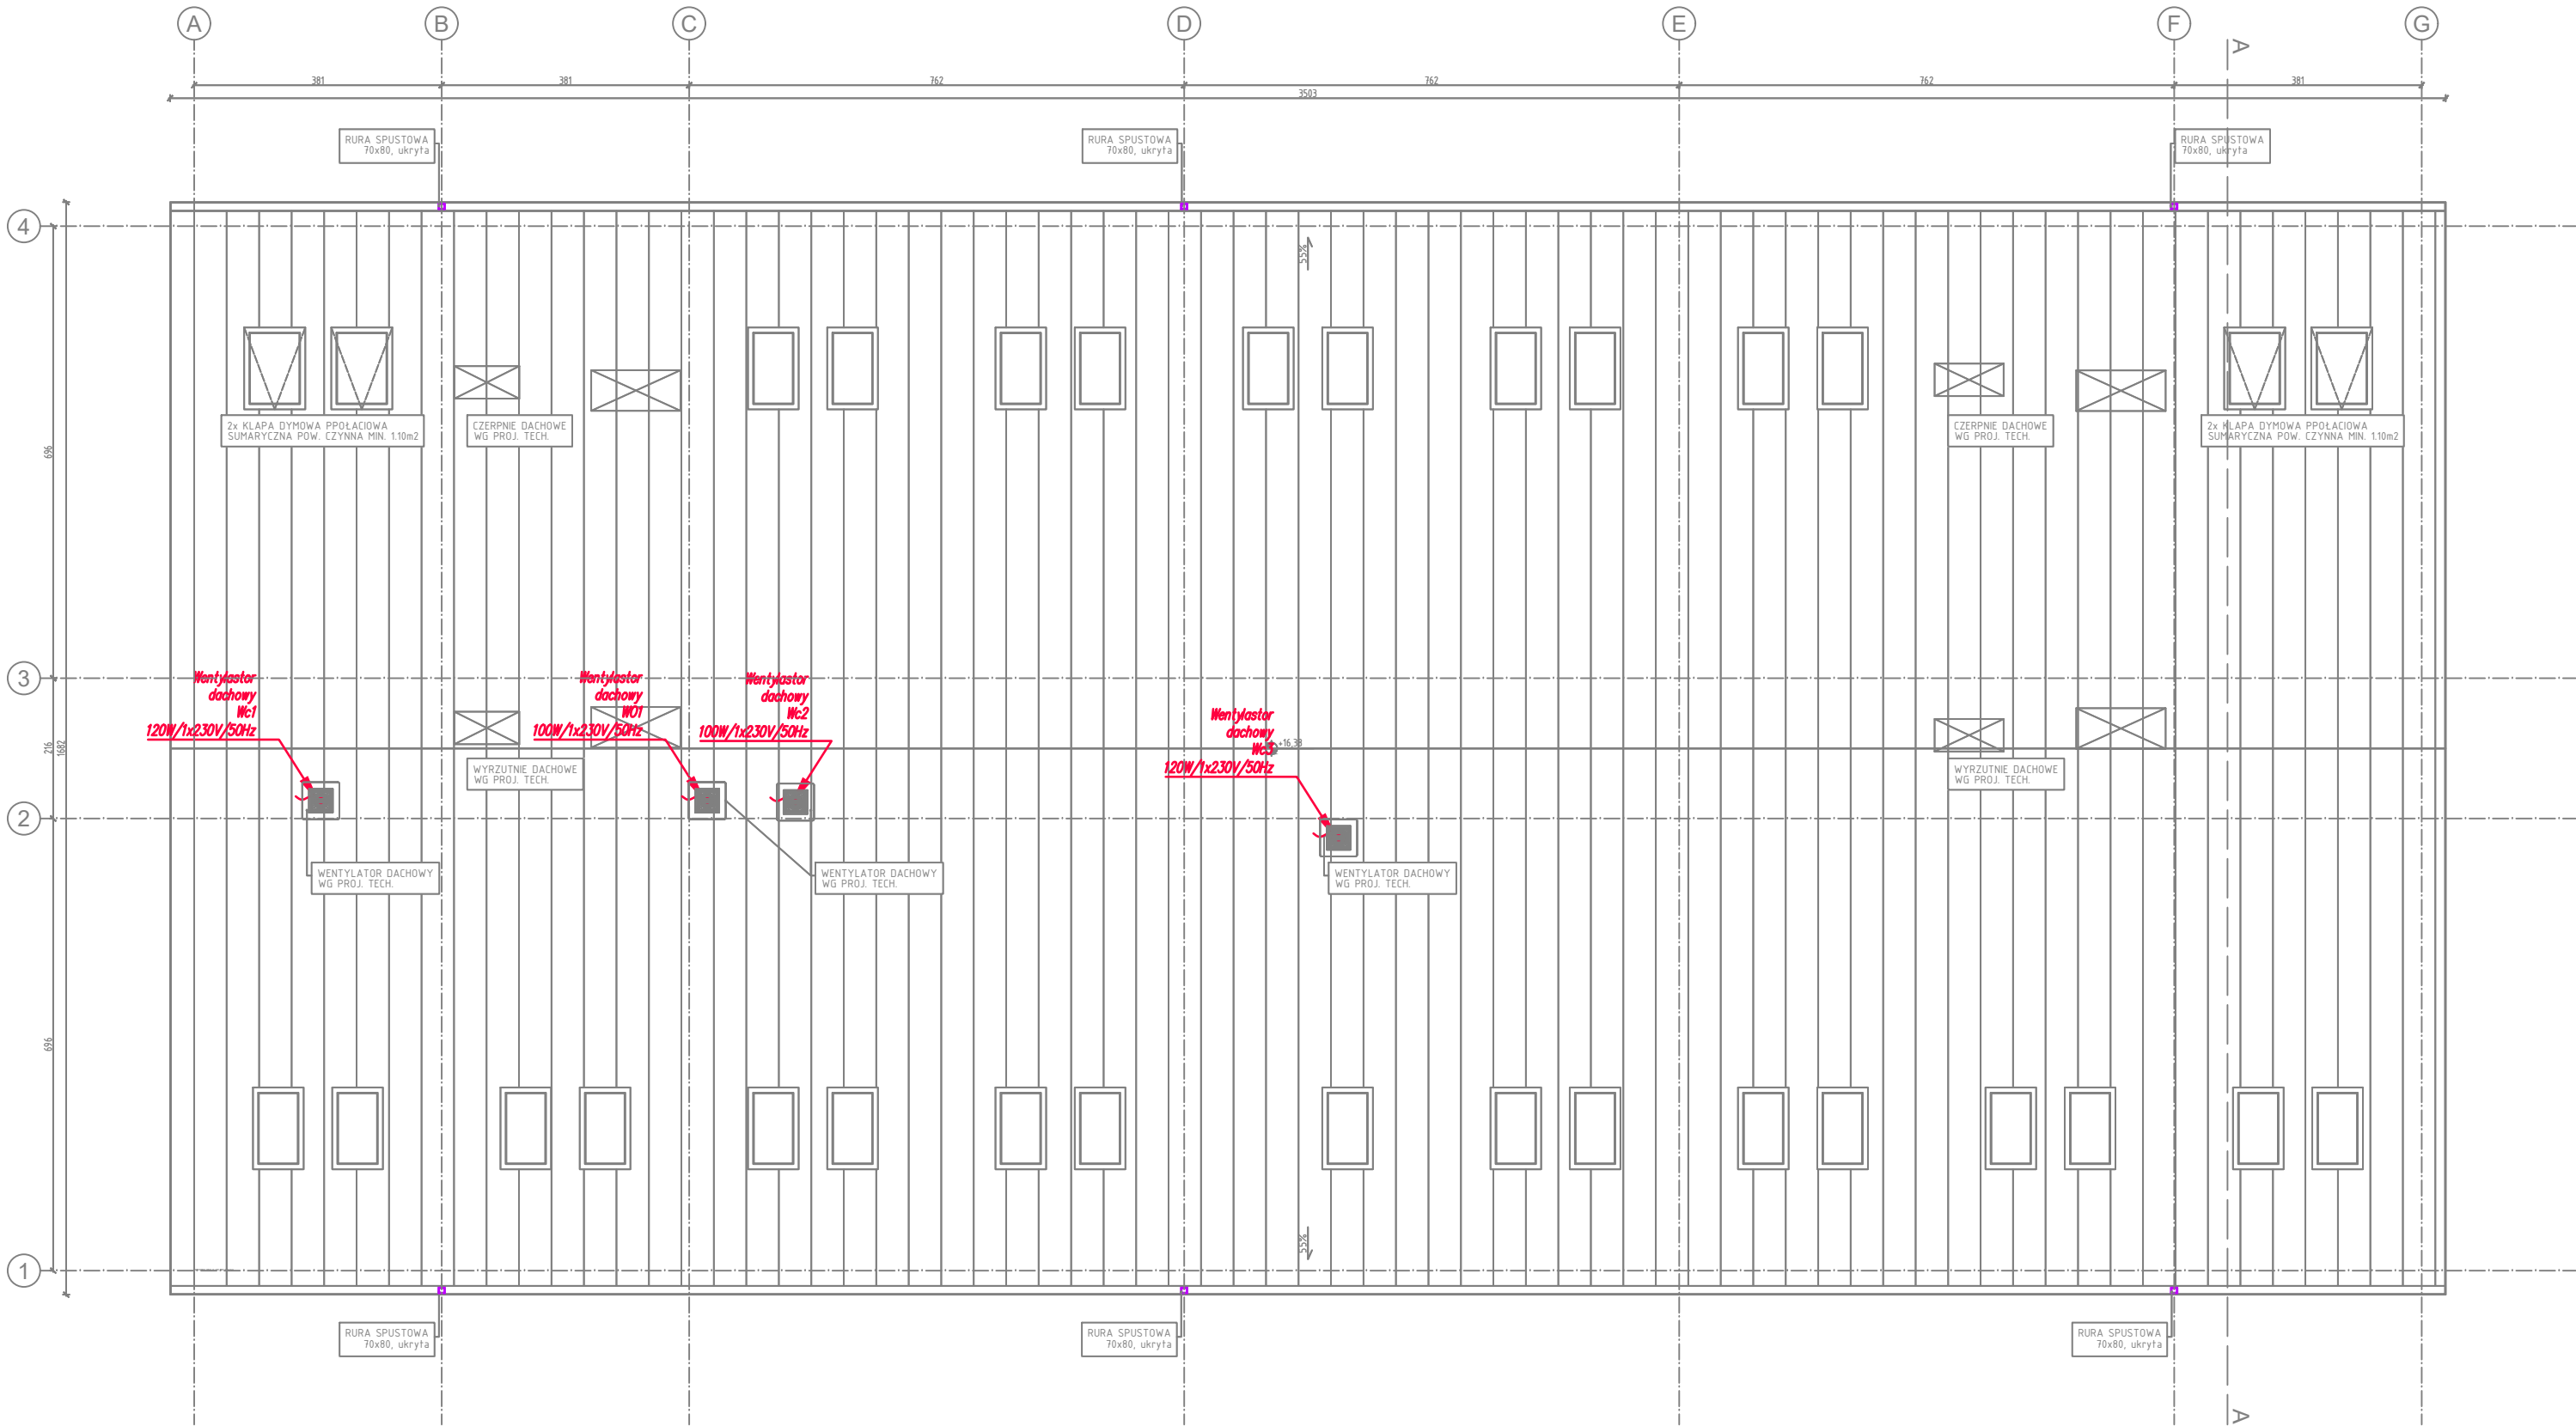 A
B
C
D
E
F
G
A
381
381
762
762
762
381
3503
RURA SPUSTOWA
70x80, ukryta
RURA SPUSTOWA
70x80, ukryta
RURA SPUSTOWA
70x80, ukryta
4
55%
2x KLAPA DYMOWA PPOŁACIOWA
SUMARYCZNA POW. CZYNNA MIN. 1.10m2
CZERPNIE DACHOWE
WG PROJ. TECH.
CZERPNIE DACHOWE
WG PROJ. TECH.
2x KLAPA DYMOWA PPOŁACIOWA
SUMARYCZNA POW. CZYNNA MIN. 1.10m2
696
3
Wentylastor
dachowy
Wc1
120W/1x230V/50Hz
Wentylastor
dachowy
WO1
100W/1x230V/50Hz
Wentylastor
dachowy
Wc2
100W/1x230V/50Hz
Wentylastor
dachowy
Wc3
120W/1x230V/50Hz
+16,38
216
1682
WYRZUTNIE DACHOWE
WG PROJ. TECH.
WYRZUTNIE DACHOWE
WG PROJ. TECH.
2
WENTYLATOR DACHOWY
WG PROJ. TECH.
WENTYLATOR DACHOWY
WG PROJ. TECH.
WENTYLATOR DACHOWY
WG PROJ. TECH.
696
55%
1
RURA SPUSTOWA
70x80, ukryta
RURA SPUSTOWA
70x80, ukryta
RURA SPUSTOWA
70x80, ukryta
A